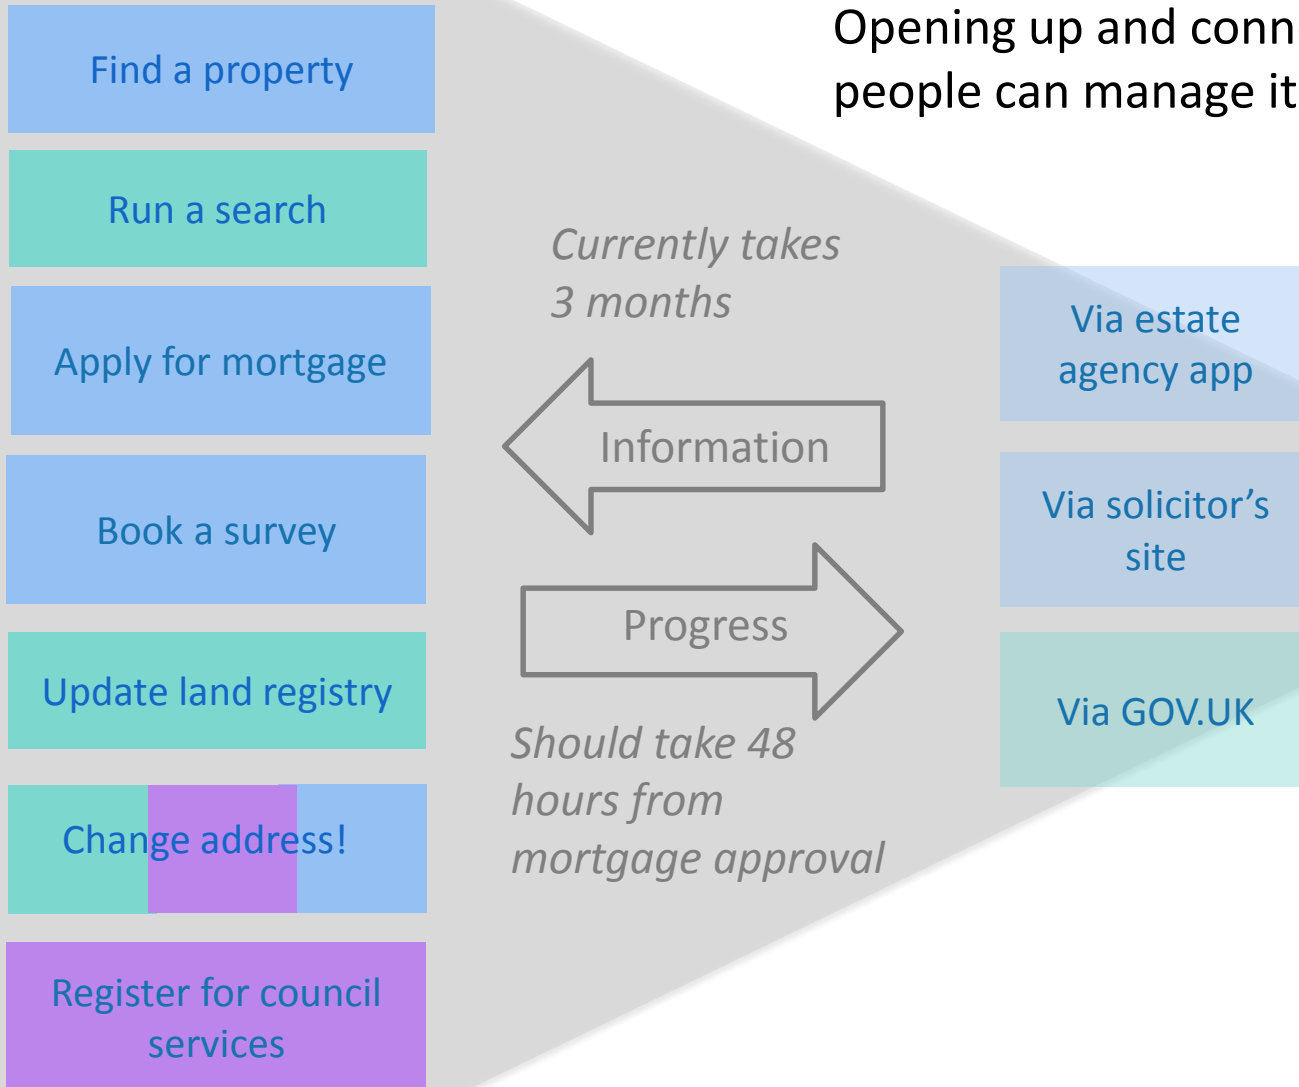 Opening up and conn
people can manage it
Find a property
Run a search
Apply for mortgage
Book a survey
Update land registry
Change address!
Register for council
services
Currently takes
3 months
Information
Progress
Should take 48
hours from
mortgage approval
Via estate
agency app
Via solicitor's
site
Via GOV.UK